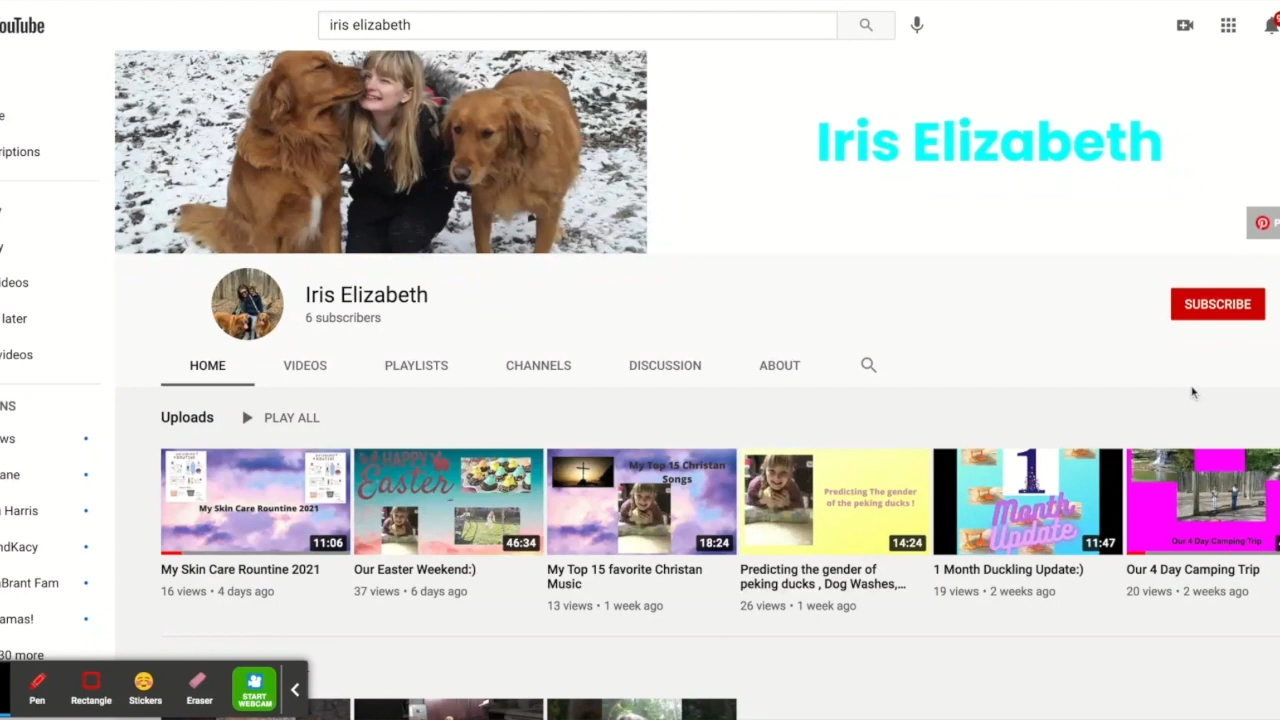 ouTube
iris elizabeth
e
riptions
y
ideos
later
videos
NS
ws
ane
Harris
ndKacy
Brant Fam
amas!
30 more
Iris Elizabeth
Iris Elizabeth
6 subscribers
SUBSCRIBE
HOME VIDEOS PLAYLISTS CHANNELS DISCUSSION ABOUT
Uploads PLAY ALL
My Skin Care Rountine 2021
11:06
HAPPY
Easter
46:34
My Top 15 Christan
Songs
18:24
Predicting The gender
of the peking ducks !
14:24
1
Month
Update
11:47
Our 4 Day Camping Trip
My Skin Care Rountine 2021
16 views • 4 days ago
Our Easter Weekend:)
37 views • 6 days ago
My Top 15 favorite Christan
Music
13 views • 1 week ago
Predicting the gender of
peking ducks , Dog Washes,...
26 views • 1 week ago
1 Month Duckling Update:)
19 views • 2 weeks ago
Our 4 Day Camping Trip
20 views • 2 weeks ago
Pen Rectangle Stickers Eraser START
WEBCAM